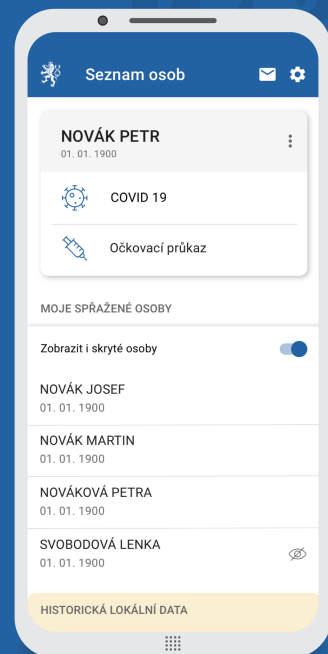 Seznam osob
NOVÁK PETR
01. 01. 1900
COVID 19
Očkovací průkaz
MOJE SPŘAŽENÉ OSOBY
Zobrazit i skryté osoby
NOVÁK JOSEF
01. 01. 1900
NOVÁK MARTIN
01. 01. 1900
NOVÁKOVÁ PETRA
01. 01. 1900
SVOBODOVÁ LENKA
01. 01. 1900
HISTORICKÁ LOKÁLNÍ DATA